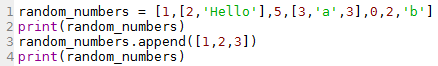 1 random_numbers = [1,[2,'Hello'],5,[3,'a',3],0,2,'b']
2 print(random_numbers)
3 random_numbers.append([1,2,3])
4 print(random_numbers)